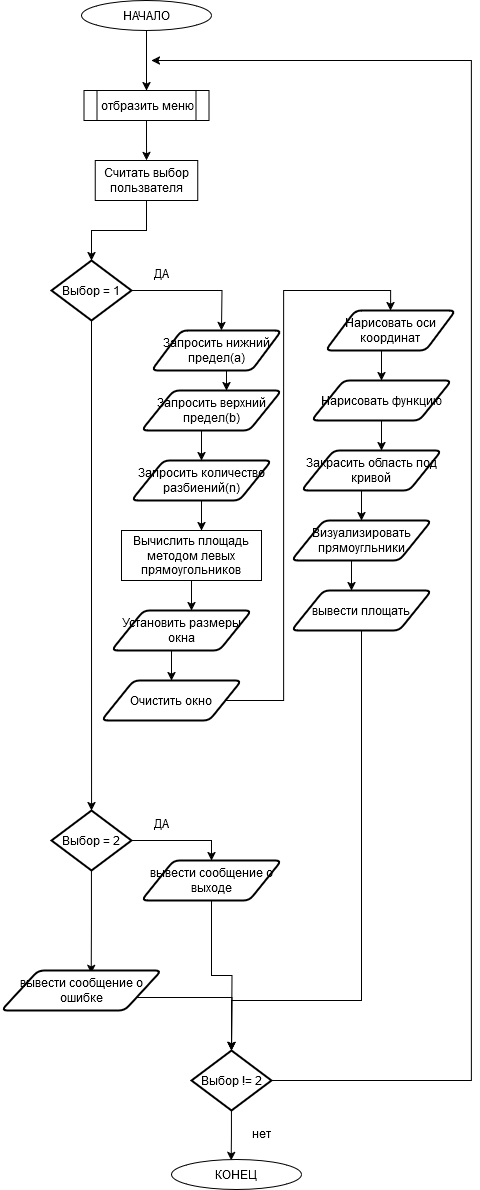 НАЧАЛО
отбразить меню
Считать выбор
пользвателя
Выбор = 1
ДА
Запросить нижний
предел(a)
Запросить верхний
предел(b)
Запросить количество
разбиений(n)
Вычислить площадь
методом левых
прямоугольников
Установить размеры
окна
Очистить окно
Нарисовать оси
координат
Нарисовать функцию
Закрасить область под
кривой
Визуализировать
прямоугльники
вывести площать
Выбор = 2
ДА
вывести сообщение о
выходе
вывести сообщение о
ошибке
Выбор != 2
нет
КОНЕЦ